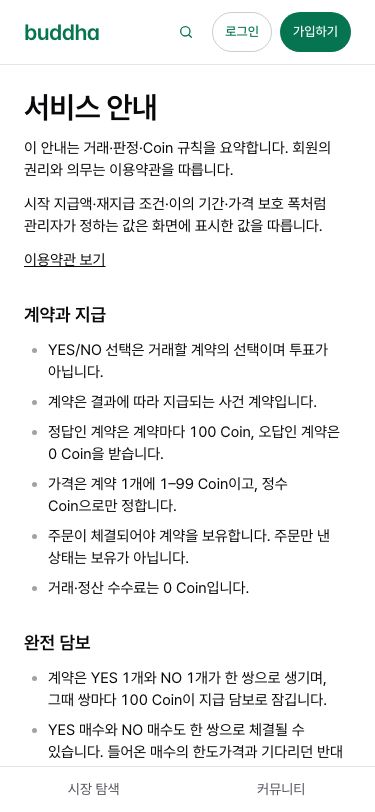 buddha
로그인
가입하기
서비스 안내
이 안내는 거래·판정·Coin 규칙을 요약합니다. 회원의
권리와 의무는 이용약관을 따릅니다.
시작 지급액·재지급 조건·이의 기간·가격 보호 폭처럼
관리자가 정하는 값은 화면에 표시한 값을 따릅니다.
이용약관 보기
계약과 지급
YES/NO 선택은 거래할 계약의 선택이며 투표가
아닙니다.
계약은 결과에 따라 지급되는 사건 계약입니다.
정답인 계약은 계약마다 100 Coin, 오답인 계약은
0 Coin을 받습니다.
가격은 계약 1개에 1–99 Coin이고, 정수
Coin으로만 정합니다.
주문이 체결되어야 계약을 보유합니다. 주문만 낸
상태는 보유가 아닙니다.
거래·정산 수수료는 0 Coin입니다.
완전 담보
계약은 YES 1개와 NO 1개가 한 쌍으로 생기며,
그때 쌍마다 100 Coin이 지급 담보로 잠깁니다.
YES 매수와 NO 매수도 한 쌍으로 체결될 수
있습니다. 들어온 매수의 한도가격과 기다리던 반대
시장 탐색
커뮤니티